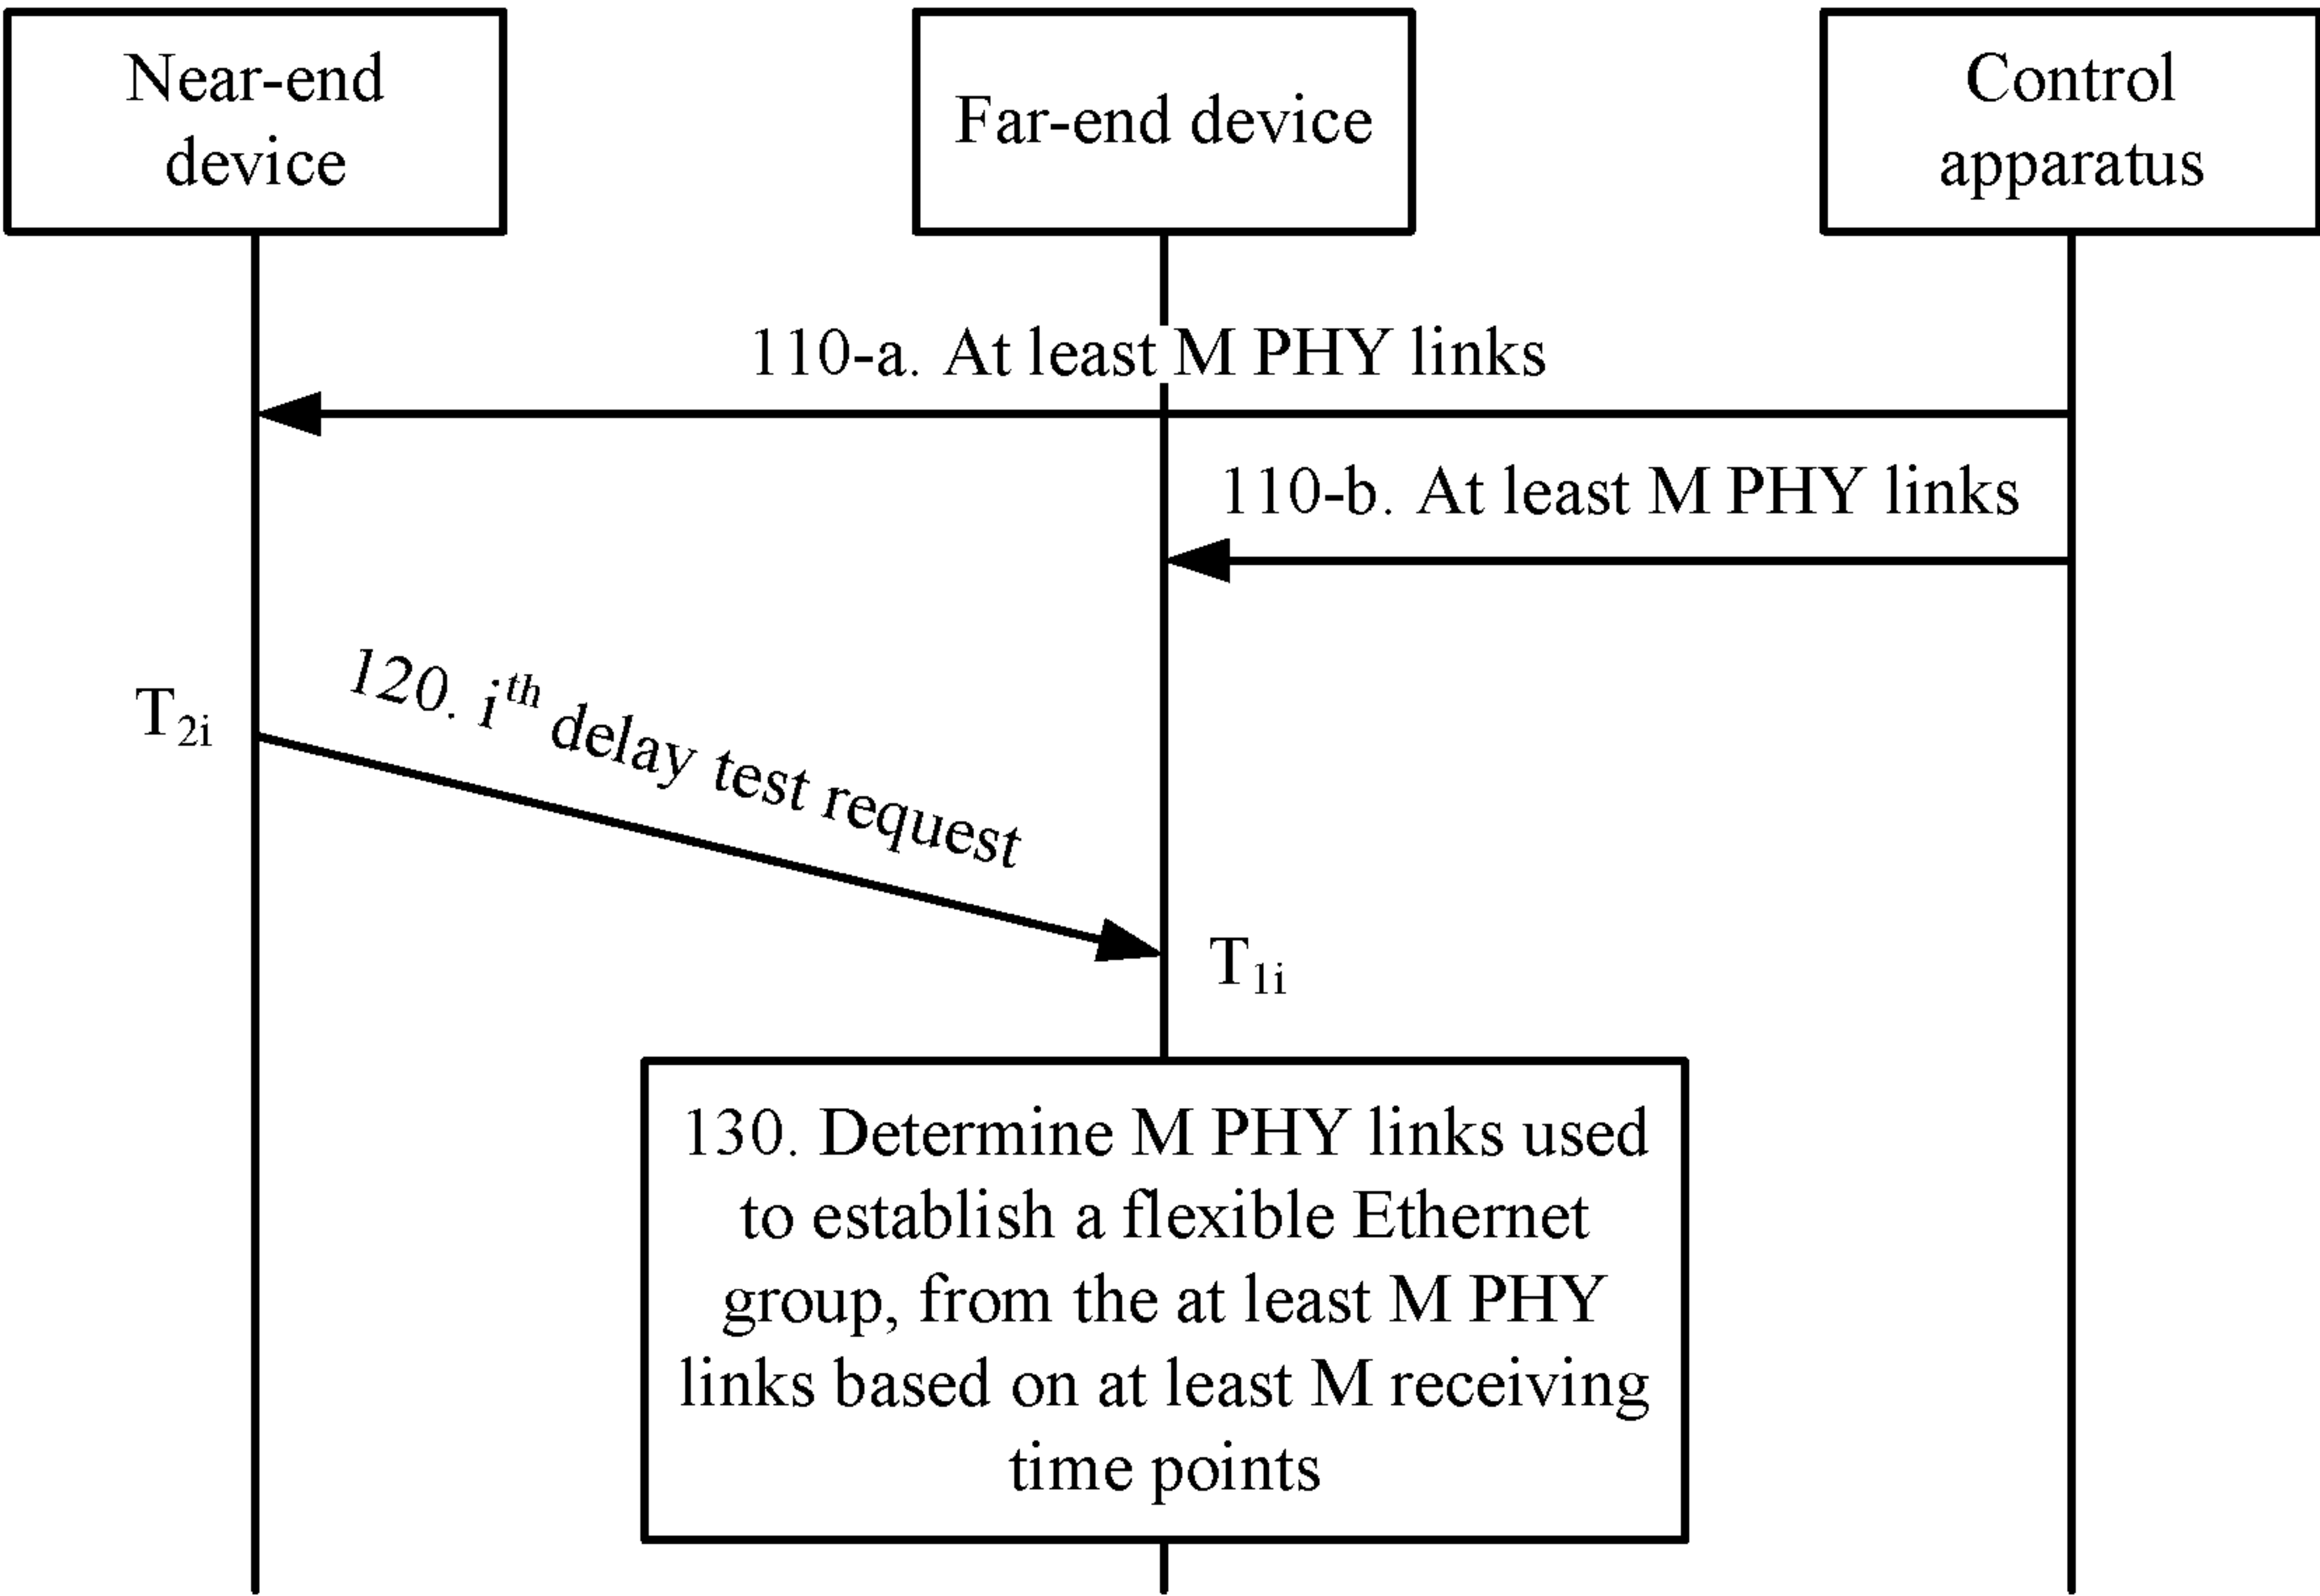 Near-end
device
Far-end device
Control
apparatus
110-a. At least M PHY links
110-b. At least M PHY links
T2i
120. ith delay test request
T1i
130. Determine M PHY links used
to establish a flexible Ethernet
group, from the at least M PHY
links based on at least M receiving
time points